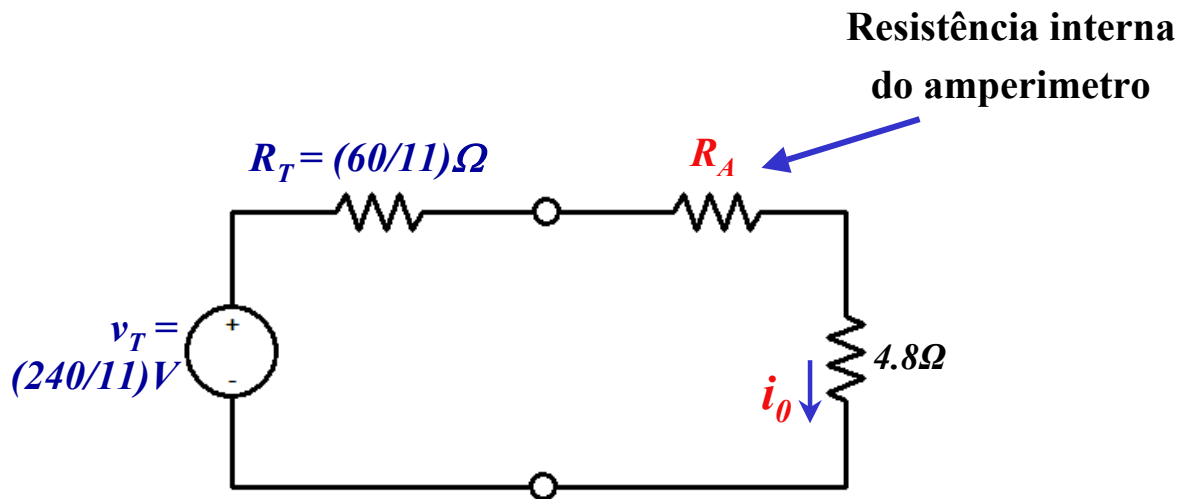 Resistência interna
do amperimetro
R_T = (60/11)Ω
R_A
v_T =
(240/11)V
+
-
4.8Ω
i_0